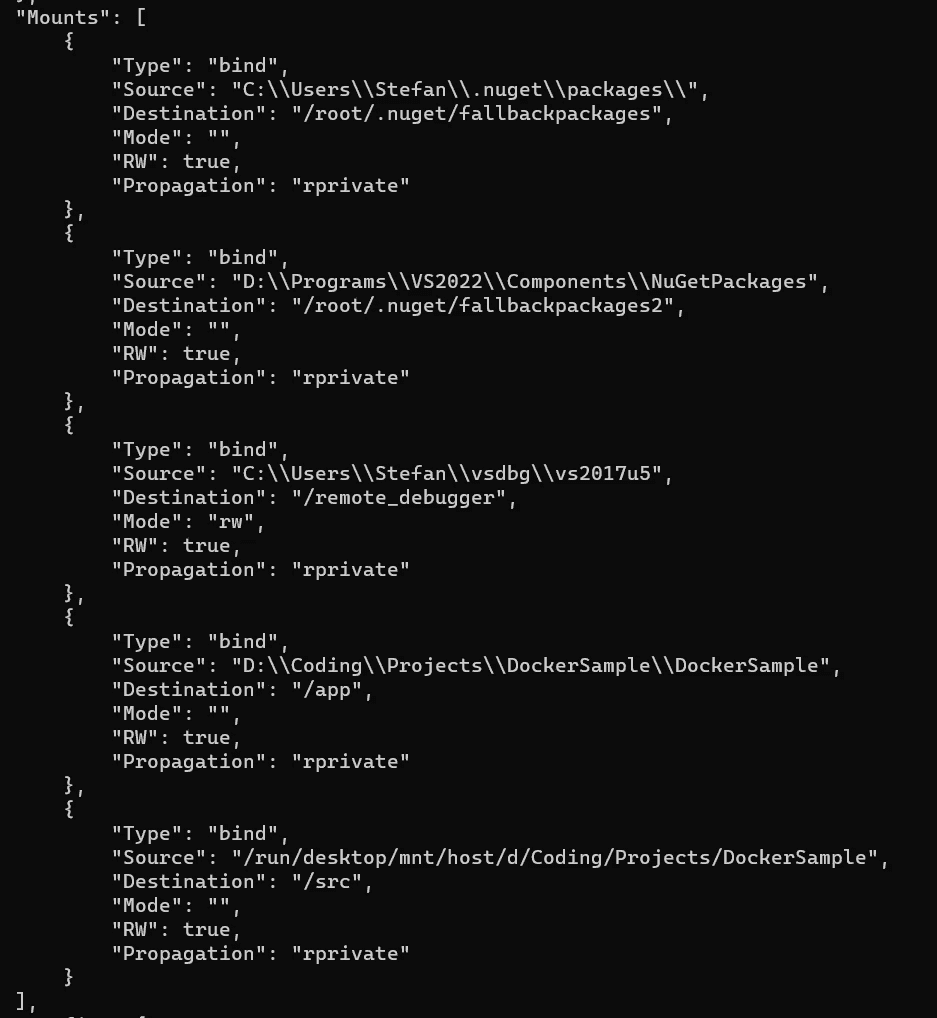 "Mounts": [
    {
        "Type": "bind",
        "Source": "C:\\Users\\Stefan\\.nuget\\packages\\",
        "Destination": "/root/.nuget/fallbackpackages",
        "Mode": "",
        "RW": true,
        "Propagation": "rprivate"
    },
    {
        "Type": "bind",
        "Source": "D:\\Programs\\VS2022\\Components\\NuGetPackages",
        "Destination": "/root/.nuget/fallbackpackages2",
        "Mode": "",
        "RW": true,
        "Propagation": "rprivate"
    },
    {
        "Type": "bind",
        "Source": "C:\\Users\\Stefan\\vsdbg\\vs2017u5",
        "Destination": "/remote_debugger",
        "Mode": "rw",
        "RW": true,
        "Propagation": "rprivate"
    },
    {
        "Type": "bind",
        "Source": "D:\\Coding\\Projects\\DockerSample\\DockerSample",
        "Destination": "/app",
        "Mode": "",
        "RW": true,
        "Propagation": "rprivate"
    },
    {
        "Type": "bind",
        "Source": "/run/desktop/mnt/host/d/Coding/Projects/DockerSample",
        "Destination": "/src",
        "Mode": "",
        "RW": true,
        "Propagation": "rprivate"
    }
],